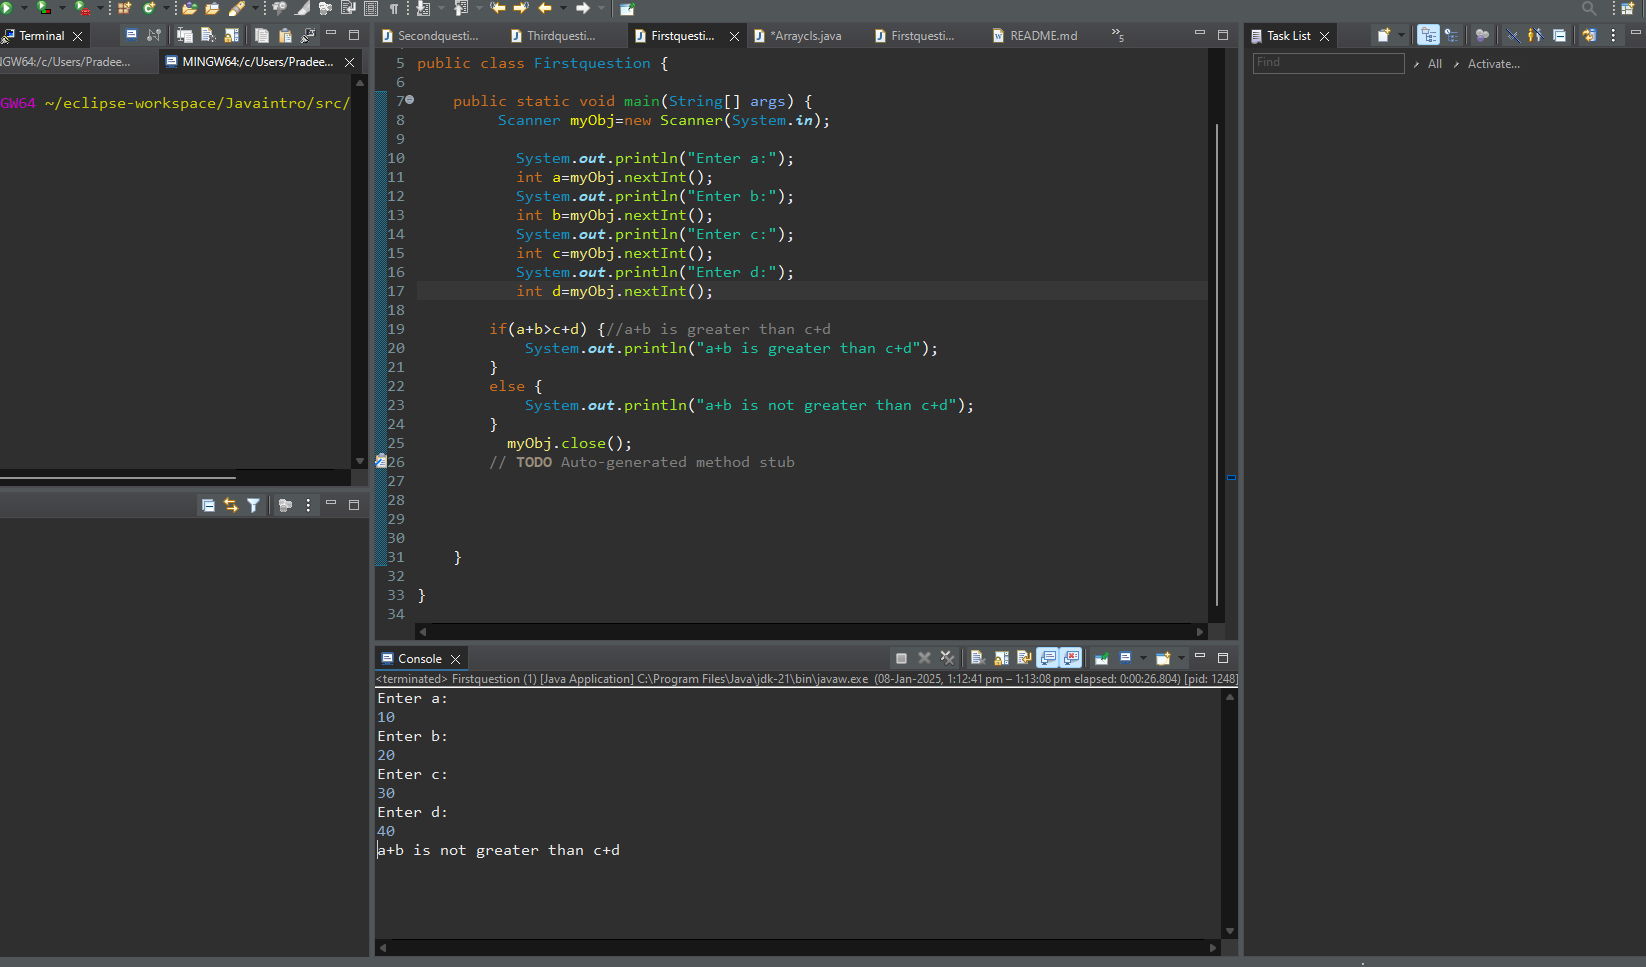 Terminal
IGW64:/c/Users/Pradee...
MINGW64:/c/Users/Pradee...
GW64 ~/eclipse-workspace/Javaintro/src/
Secondquesti...
Thirdquesti...
Firstquesti...
*Arraycls.java
Firstquesti...
README.md
»5
5 public class Firstquestion {
6
7 public static void main(String[] args) {
8 Scanner myObj=new Scanner(System.in);
9
10 System.out.println("Enter a:");
11 int a=myObj.nextInt();
12 System.out.println("Enter b:");
13 int b=myObj.nextInt();
14 System.out.println("Enter c:");
15 int c=myObj.nextInt();
16 System.out.println("Enter d:");
17 int d=myObj.nextInt();
18
19 if(a+b>c+d) {//a+b is greater than c+d
20 System.out.println("a+b is greater than c+d");
21 }
22 else {
23 System.out.println("a+b is not greater than c+d");
24 }
25 myObj.close();
26 // TODO Auto-generated method stub
27
28
29
30
31 }
32
33 }
34
Console
<terminated> Firstquestion (1) [Java Application] C:\Program Files\Java\jdk-21\bin\javaw.exe (08-Jan-2025, 1:12:41 pm – 1:13:08 pm elapsed: 0:00:26.804) [pid: 1248]
Enter a:
10
Enter b:
20
Enter c:
30
Enter d:
40
a+b is not greater than c+d
Task List
Find
All
Activate...